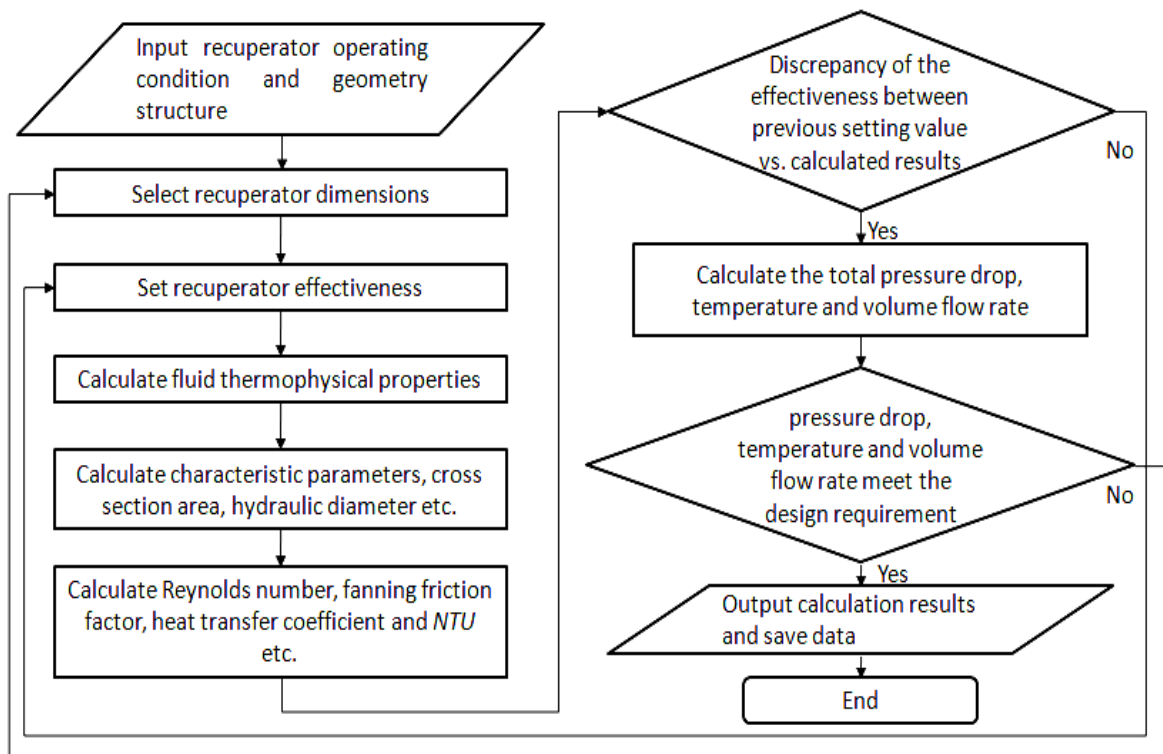 Input recuperator operating
condition and geometry
structure
Select recuperator dimensions
Set recuperator effectiveness
Calculate fluid thermophysical properties
Calculate characteristic parameters, cross
section area, hydraulic diameter etc.
Calculate Reynolds number, fanning friction
factor, heat transfer coefficient and NTU
etc.
Discrepancy of the
effectiveness between
previous setting value
vs. calculated results
No
Yes
Calculate the total pressure drop,
temperature and volume flow rate
pressure drop,
temperature and volume
flow rate meet the
design requirement
No
Yes
Output calculation results
and save data
End